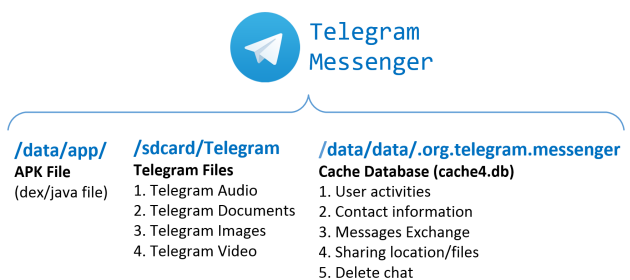 Telegram
Messenger
/data/app/
APK File
(dex/java file)
/sdcard/Telegram
Telegram Files
1. Telegram Audio
2. Telegram Documents
3. Telegram Images
4. Telegram Video
/data/data/.org.telegram.messenger
Cache Database (cache4.db)
1. User activities
2. Contact information
3. Messages Exchange
4. Sharing location/files
5. Delete chat